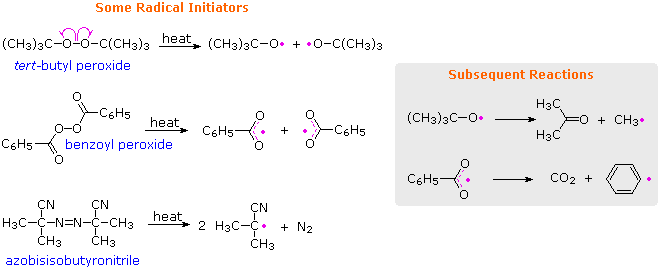 Some Radical Initiators
(CH₃)₃C—O—O—C(CH₃)₃ heat (CH₃)₃C—O• + •O—C(CH₃)₃
tert-butyl peroxide
O
C₆H₅
O—O
C₆H₅
O
heat
C₆H₅ O O • + • O O C₆H₅
benzoyl peroxide
CN CN
H₃C—C—N=N—C—CH₃
CH₃ CH₃
heat
2
CN
H₃C—C•
CH₃
+ N₂
azobisisobutyronitrile
Subsequent Reactions
(CH₃)₃C—O•
H₃C
O + CH₃•
H₃C
C₆H₅ O O •
CO₂ + •